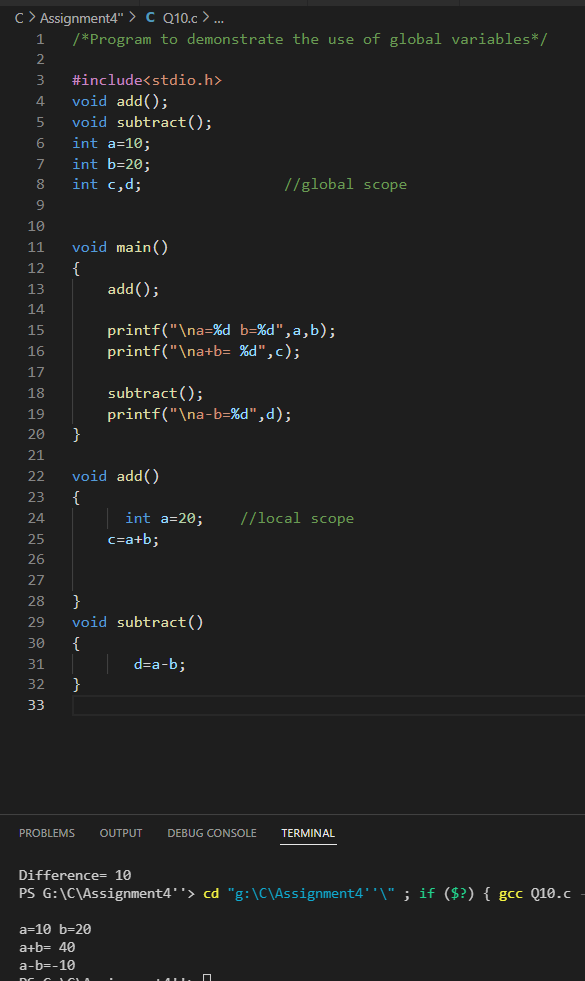 C > Assignment4'' > C Q10.c > ...
1 /*Program to demonstrate the use of global variables*/
2
3 #include<stdio.h>
4 void add();
5 void subtract();
6 int a=10;
7 int b=20;
8 int c,d; //global scope
9
10
11 void main()
12 {
13 add();
14
15 printf("\na=%d b=%d",a,b);
16 printf("\na+b= %d",c);
17
18 subtract();
19 printf("\na-b=%d",d);
20 }
21
22 void add()
23 {
24 int a=20; //local scope
25 c=a+b;
26
27
28 }
29 void subtract()
30 {
31 d=a-b;
32 }
33
PROBLEMS OUTPUT DEBUG CONSOLE TERMINAL
Difference= 10
PS G:\C\Assignment4''> cd "g:\C\Assignment4''\" ; if ($?) { gcc Q10.c -
a=10 b=20
a+b= 40
a-b=-10